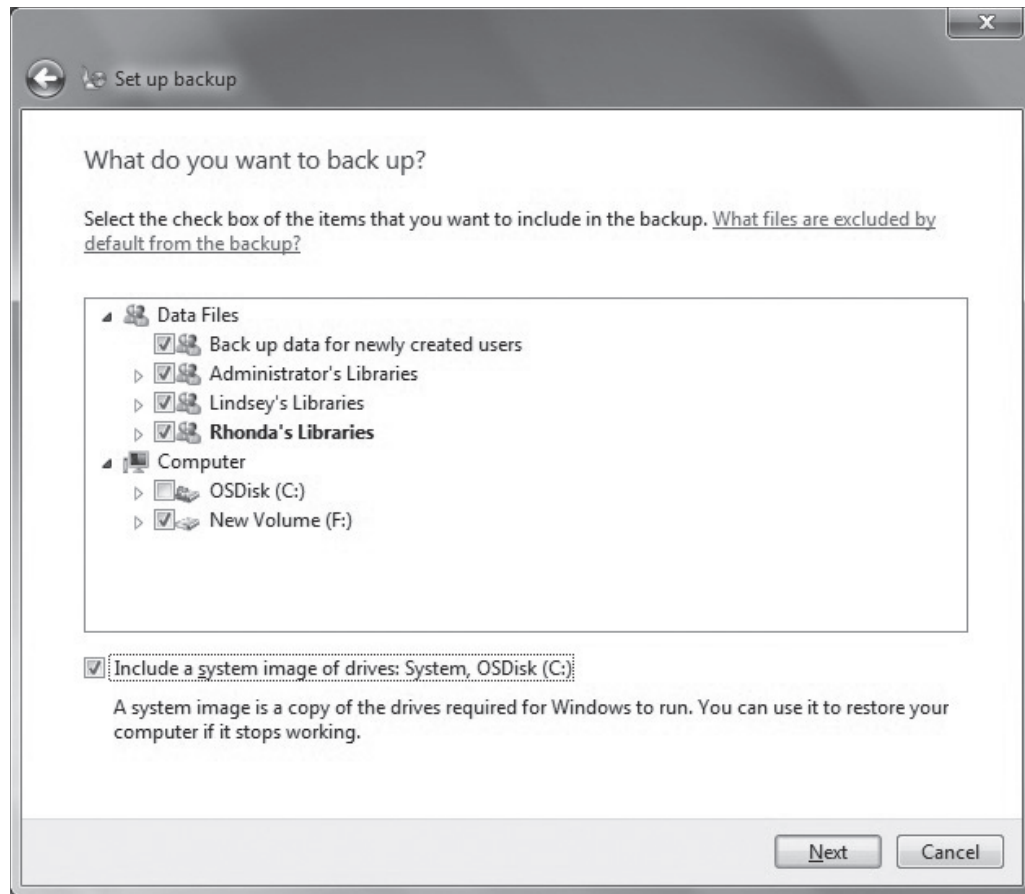 X
Set up backup
What do you want to back up?
Select the check box of the items that you want to include in the backup. What files are excluded by
default from the backup?
Data Files
Back up data for newly created users
Administrator's Libraries
Lindsey's Libraries
Rhonda's Libraries
Computer
OSDisk (C:)
New Volume (F:)
Include a system image of drives: System, OSDisk (C:)
A system image is a copy of the drives required for Windows to run. You can use it to restore your
computer if it stops working.
Next
Cancel